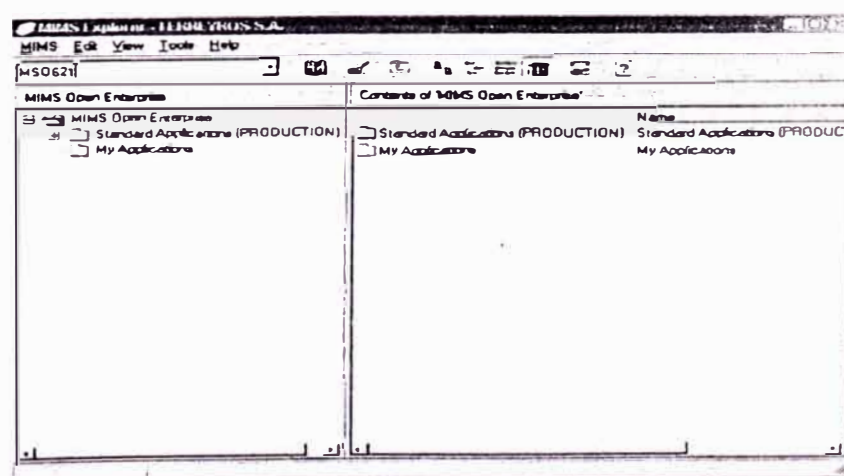 MIMS Explorer - FERREYROS S.A.
MIMS Edit View Tools Help
MSO621
MIMS Open Enterprise
Contents of 'MIMS Open Enterprise'
Name
MIMS Open Enterprise
Standard Applications (PRODUCTION)
My Applications
Standard Applications (PRODUCTION) Standard Applications (PRODUC
My Applications My Applications